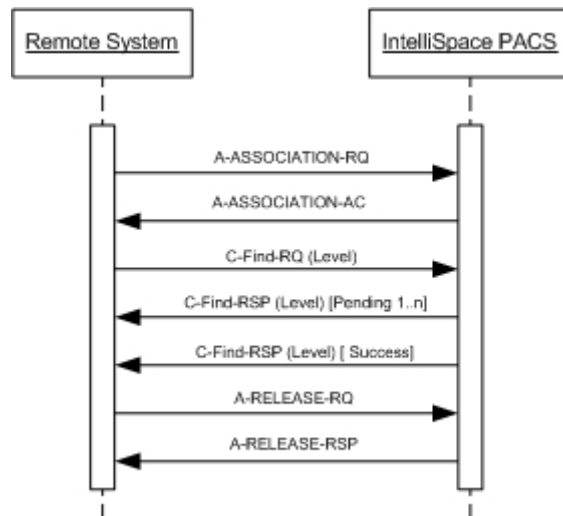 Remote System
IntelliSpace PACS
A-ASSOCIATION-RQ
A-ASSOCIATION-AC
C-Find-RQ (Level)
C-Find-RSP (Level) [Pending 1..n]
C-Find-RSP (Level) [ Success]
A-RELEASE-RQ
A-RELEASE-RSP